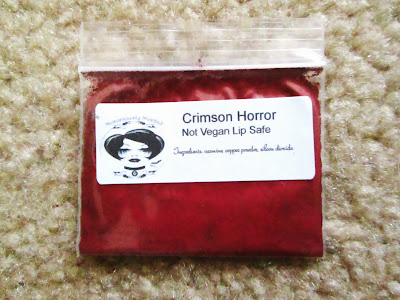 Crimson Horror
Not Vegan Lip Safe
Ingredients: carmine copper powder, silicon dioxide